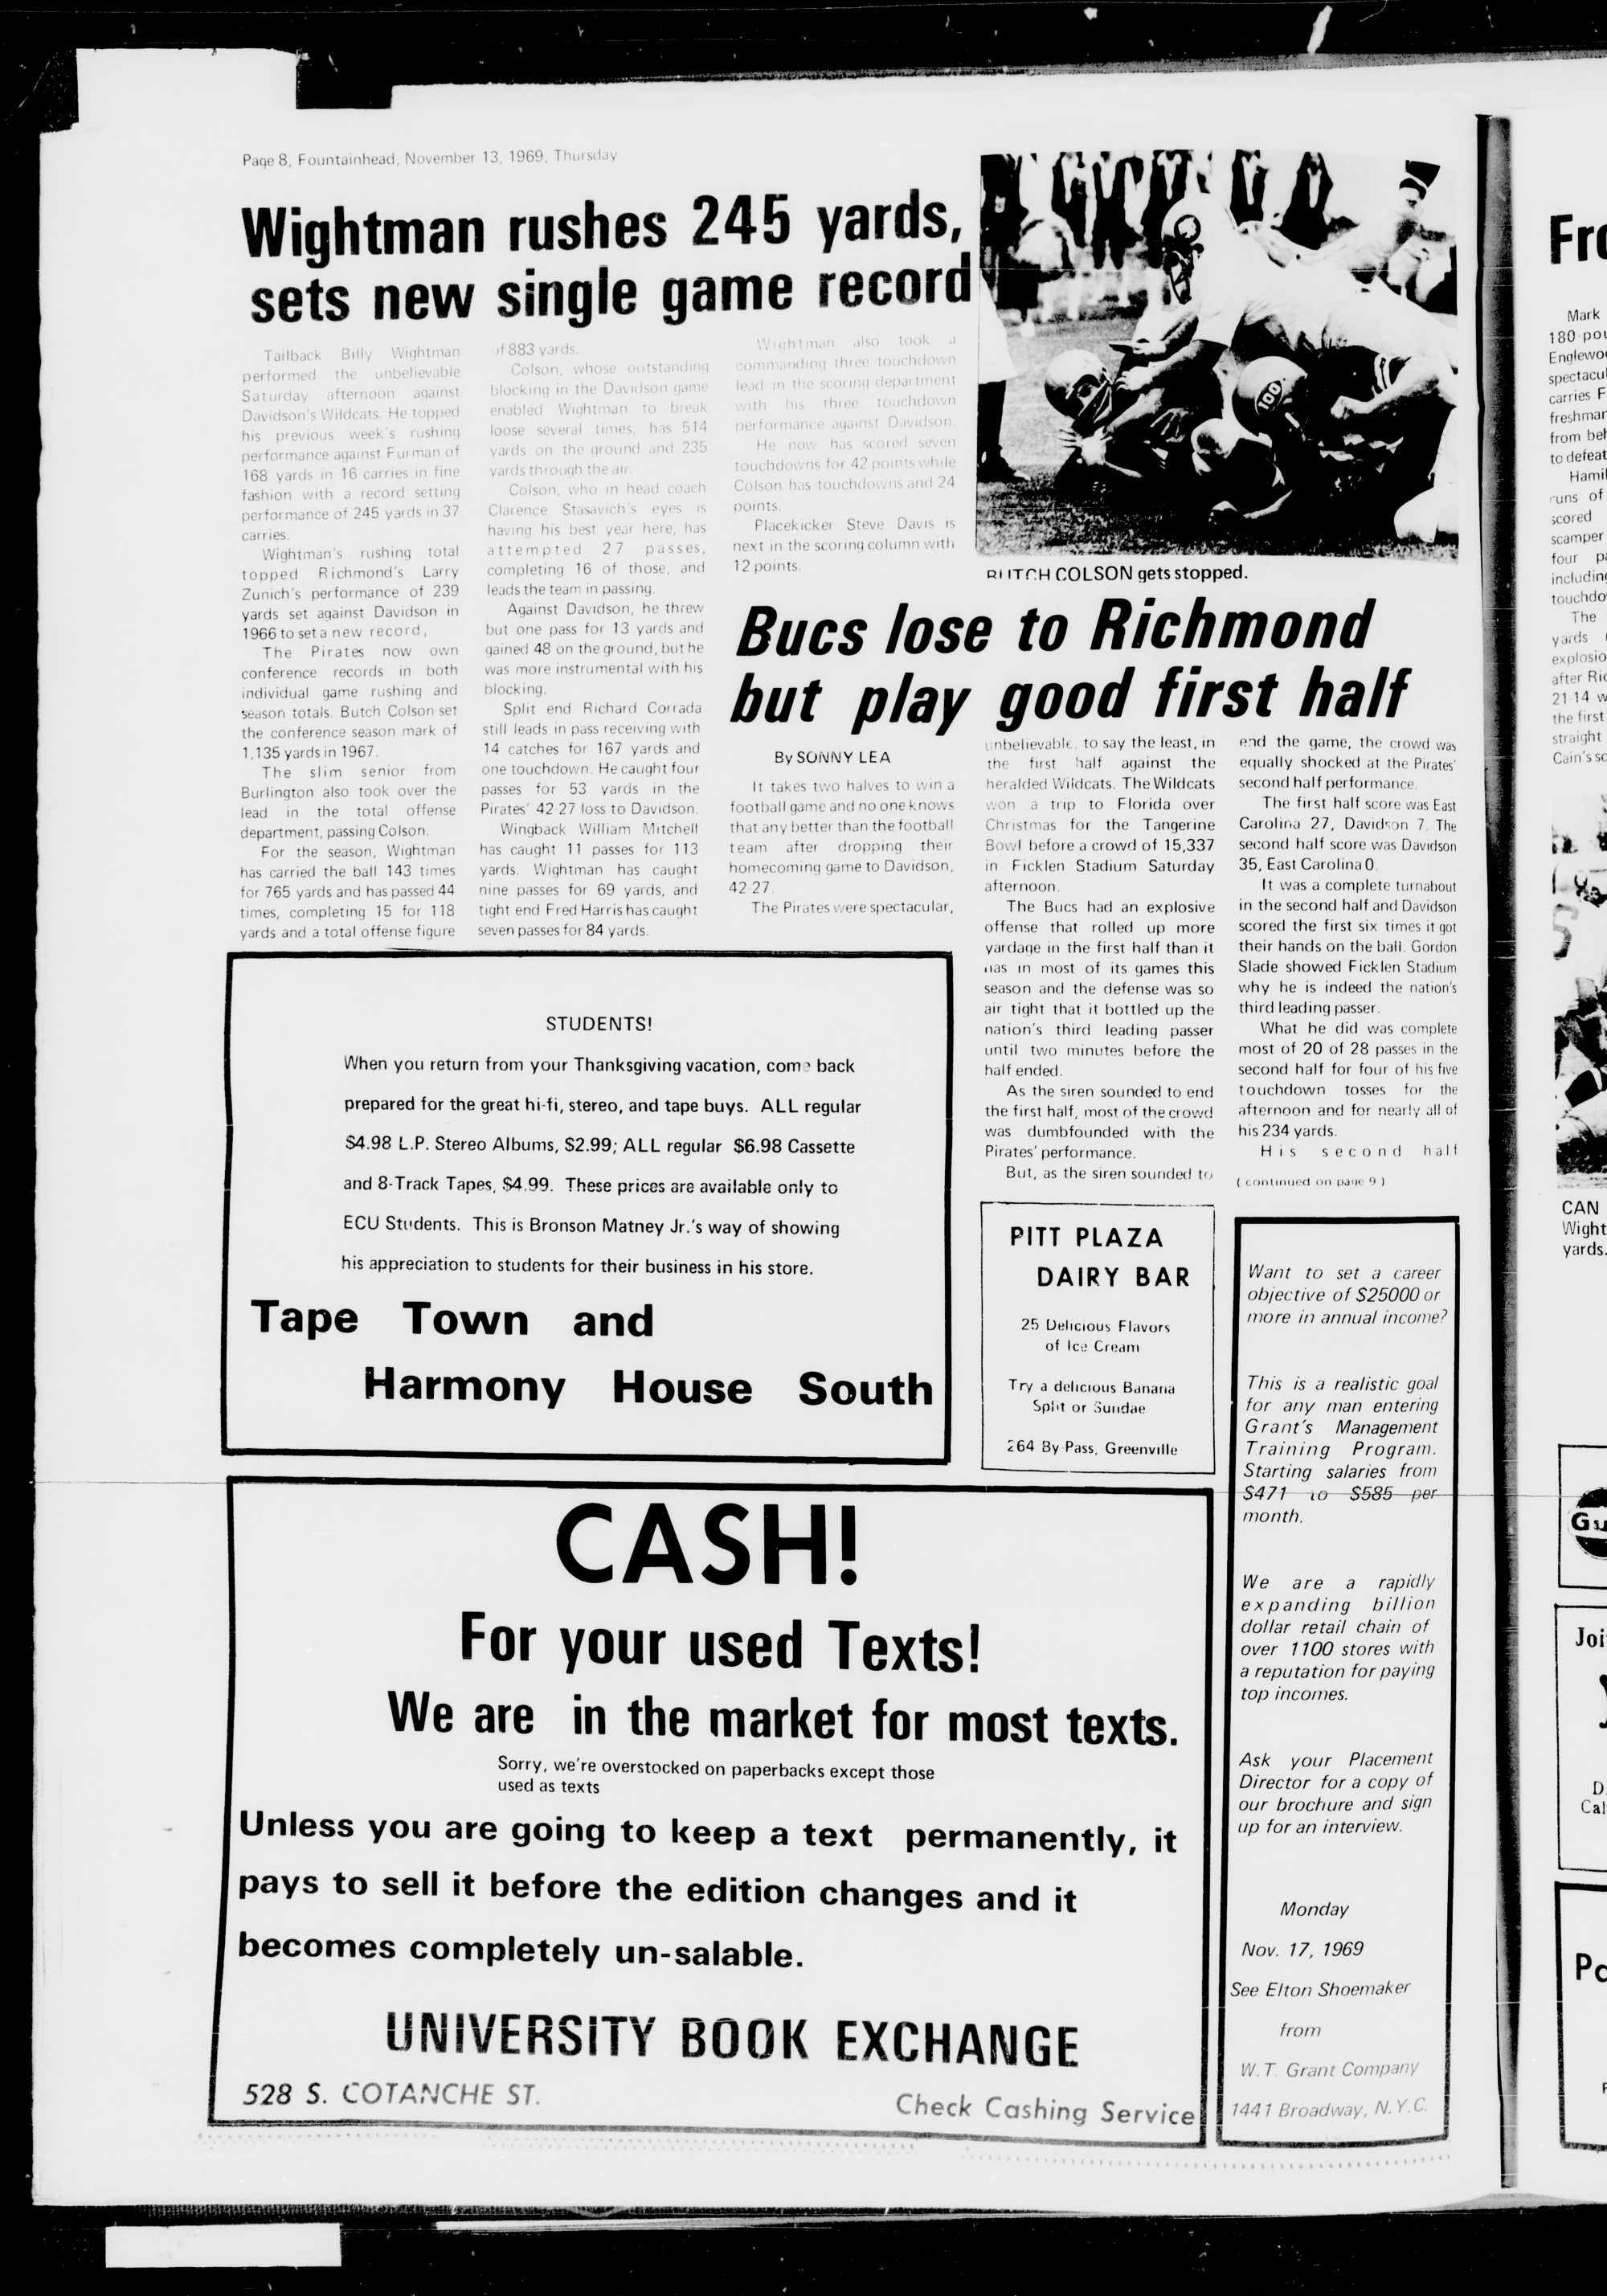 Page 8, Fountainhead, November 13, 1969, Thursday
Wightman rushes 245 yards,
sets new single game record
Tailback Billy Wightman
performed the unbelievable
Saturday afternoon against
Davidson's Wildcats. He topped
his previous week's rushing
performance against Furman of
168 yards in 16 carries in fine
fashion with a record setting
performance of 245 yards in 37
carries.
Wightman's rushing total
topped Richmond's Larry
Zunich's performance of 239
yards set against Davidson in
1966 to set a new record,
The Pirates now own
conference records in both
individual game rushing and
season totals. Butch Colson set
the conference season mark of
1,135 yards in 1967.
The slim senior from
Burlington also took over the
lead in the total offense
department, passing Colson.
For the season, Wightman
has carried the ball 143 times
for 765 yards and has passed 44
times, completing 15 for 118
yards and a total offense figure
of 883 yards.
Colson, whose outstanding
blocking in the Davidson game
enabled Wightman to break
loose several times, has 514
yards on the ground and 235
yards through the air.
Colson, who in head coach
Clarence Stasavich's eyes is
having his best year here, has
attempted 27 passes,
completing 16 of those, and
leads the team in passing.
Against Davidson, he threw
but one pass for 13 yards and
gained 48 on the ground, but he
was more instrumental with his
blocking.
Split end Richard Corrada
still leads in pass receiving with
14 catches for 167 yards and
one touchdown. He caught four
passes for 53 yards in the
Pirates' 42-27 loss to Davidson.
Wingback William Mitchell
has caught 11 passes for 113
yards. Wightman has caught
nine passes for 69 yards, and
tight end Fred Harris has caught
seven passes for 84 yards.
Wightman also took a
commanding three touchdown
lead in the scoring department
with his three touchdown
performance against Davidson.
He now has scored seven
touchdowns for 42 points while
Colson has touchdowns and 24
points.
Placekicker Steve Davis is
next in the scoring column with
12 points.
BUTCH COLSON gets stopped.
Bucs lose to Richmond
but play good first half
By SONNY LEA
It takes two halves to win a
football game and no one knows
that any better than the football
team after dropping their
homecoming game to Davidson,
42-27.
The Pirates were spectacular,
unbelievable, to say the least, in
the first half against the
heralded Wildcats. The Wildcats
won a trip to Florida over
Christmas for the Tangerine
Bowl before a crowd of 15,337
in Ficklen Stadium Saturday
afternoon.
The Bucs had an explosive
offense that rolled up more
yardage in the first half than it
has in most of its games this
season and the defense was so
air tight that it bottled up the
nation's third leading passer
until two minutes before the
half ended.
As the siren sounded to end
the first half, most of the crowd
was dumbfounded with the
Pirates' performance.
But, as the siren sounded to
end the game, the crowd was
equally shocked at the Pirates'
second half performance.
The first half score was East
Carolina 27, Davidson 7. The
second half score was Davidson
35, East Carolina 0.
It was a complete turnabout
in the second half and Davidson
scored the first six times it got
their hands on the ball. Gordon
Slade showed Ficklen Stadium
why he is indeed the nation's
third leading passer.
What he did was complete
most of 20 of 28 passes in the
second half for four of his five
touchdown tosses for the
afternoon and for nearly all of
his 234 yards.
His second half
(continued on page 9)
STUDENTS!
When you return from your Thanksgiving vacation, come back
prepared for the great hi-fi, stereo, and tape buys. ALL regular
$4.98 L.P. Stereo Albums, $2.99; ALL regular $6.98 Cassette
and 8-Track Tapes, $4.99. These prices are available only to
ECU Students. This is Bronson Matney Jr.'s way of showing
his appreciation to students for their business in his store.
Tape Town and
Harmony House South
PITT PLAZA
DAIRY BAR
25 Delicious Flavors
of Ice Cream
Try a delicious Banana
Split or Sundae
264 By-Pass, Greenville
Want to set a career
objective of $25000 or
more in annual income?
This is a realistic goal
for any man entering
Grant's Management
Training Program.
Starting salaries from
$471 to $585 per
month.
We are a rapidly
expanding billion
dollar retail chain of
over 1100 stores with
a reputation for paying
top incomes.
Ask your Placement
Director for a copy of
our brochure and sign
up for an interview.
Monday
Nov. 17, 1969
See Elton Shoemaker
from
W.T. Grant Company
1441 Broadway, N.Y.C.
CASH!
For your used Texts!
We are in the market for most texts.
Sorry, we're overstocked on paperbacks except those
used as texts
Unless you are going to keep a text permanently, it
pays to sell it before the edition changes and it
becomes completely un-salable.
UNIVERSITY BOOK EXCHANGE
528 S. COTANCHE ST.
Check Cashing Service
Mark
180-
Englewo
carries
from
to defeat
runs of
scored
scamper
four
The
yards
after
21-14
the first
straight
Cain's
CAN
yards.